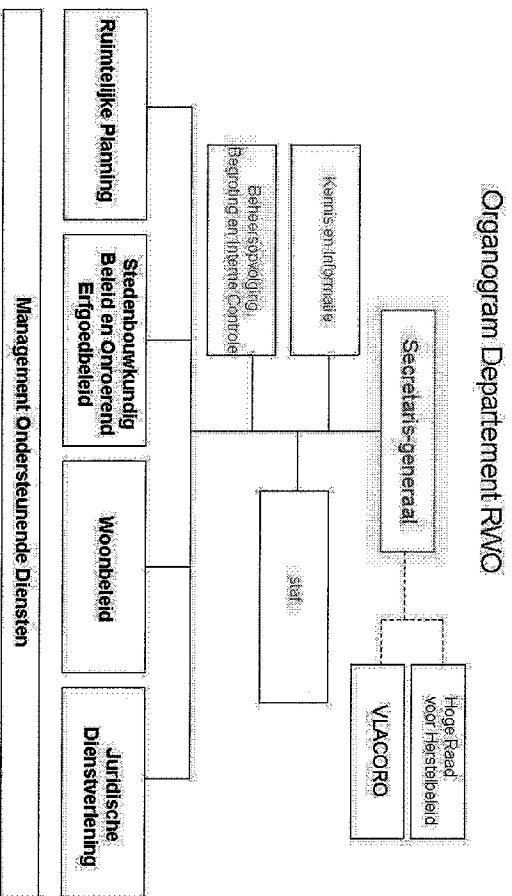 Organogram Departement RWO
Secretaris-generaal
Hoge Raad
voor Herstelbeleid
VLACORO
Kennis en Informatie
Beheersopvolging
Begroting en Interne Controle
staf
Ruimtelijke Planning
Stedenbouwkundig
Beleid en Onroerend
Erfgoedbeleid
Woonbeleid
Juridische
Dienstverlening
Management Ondersteunende Diensten